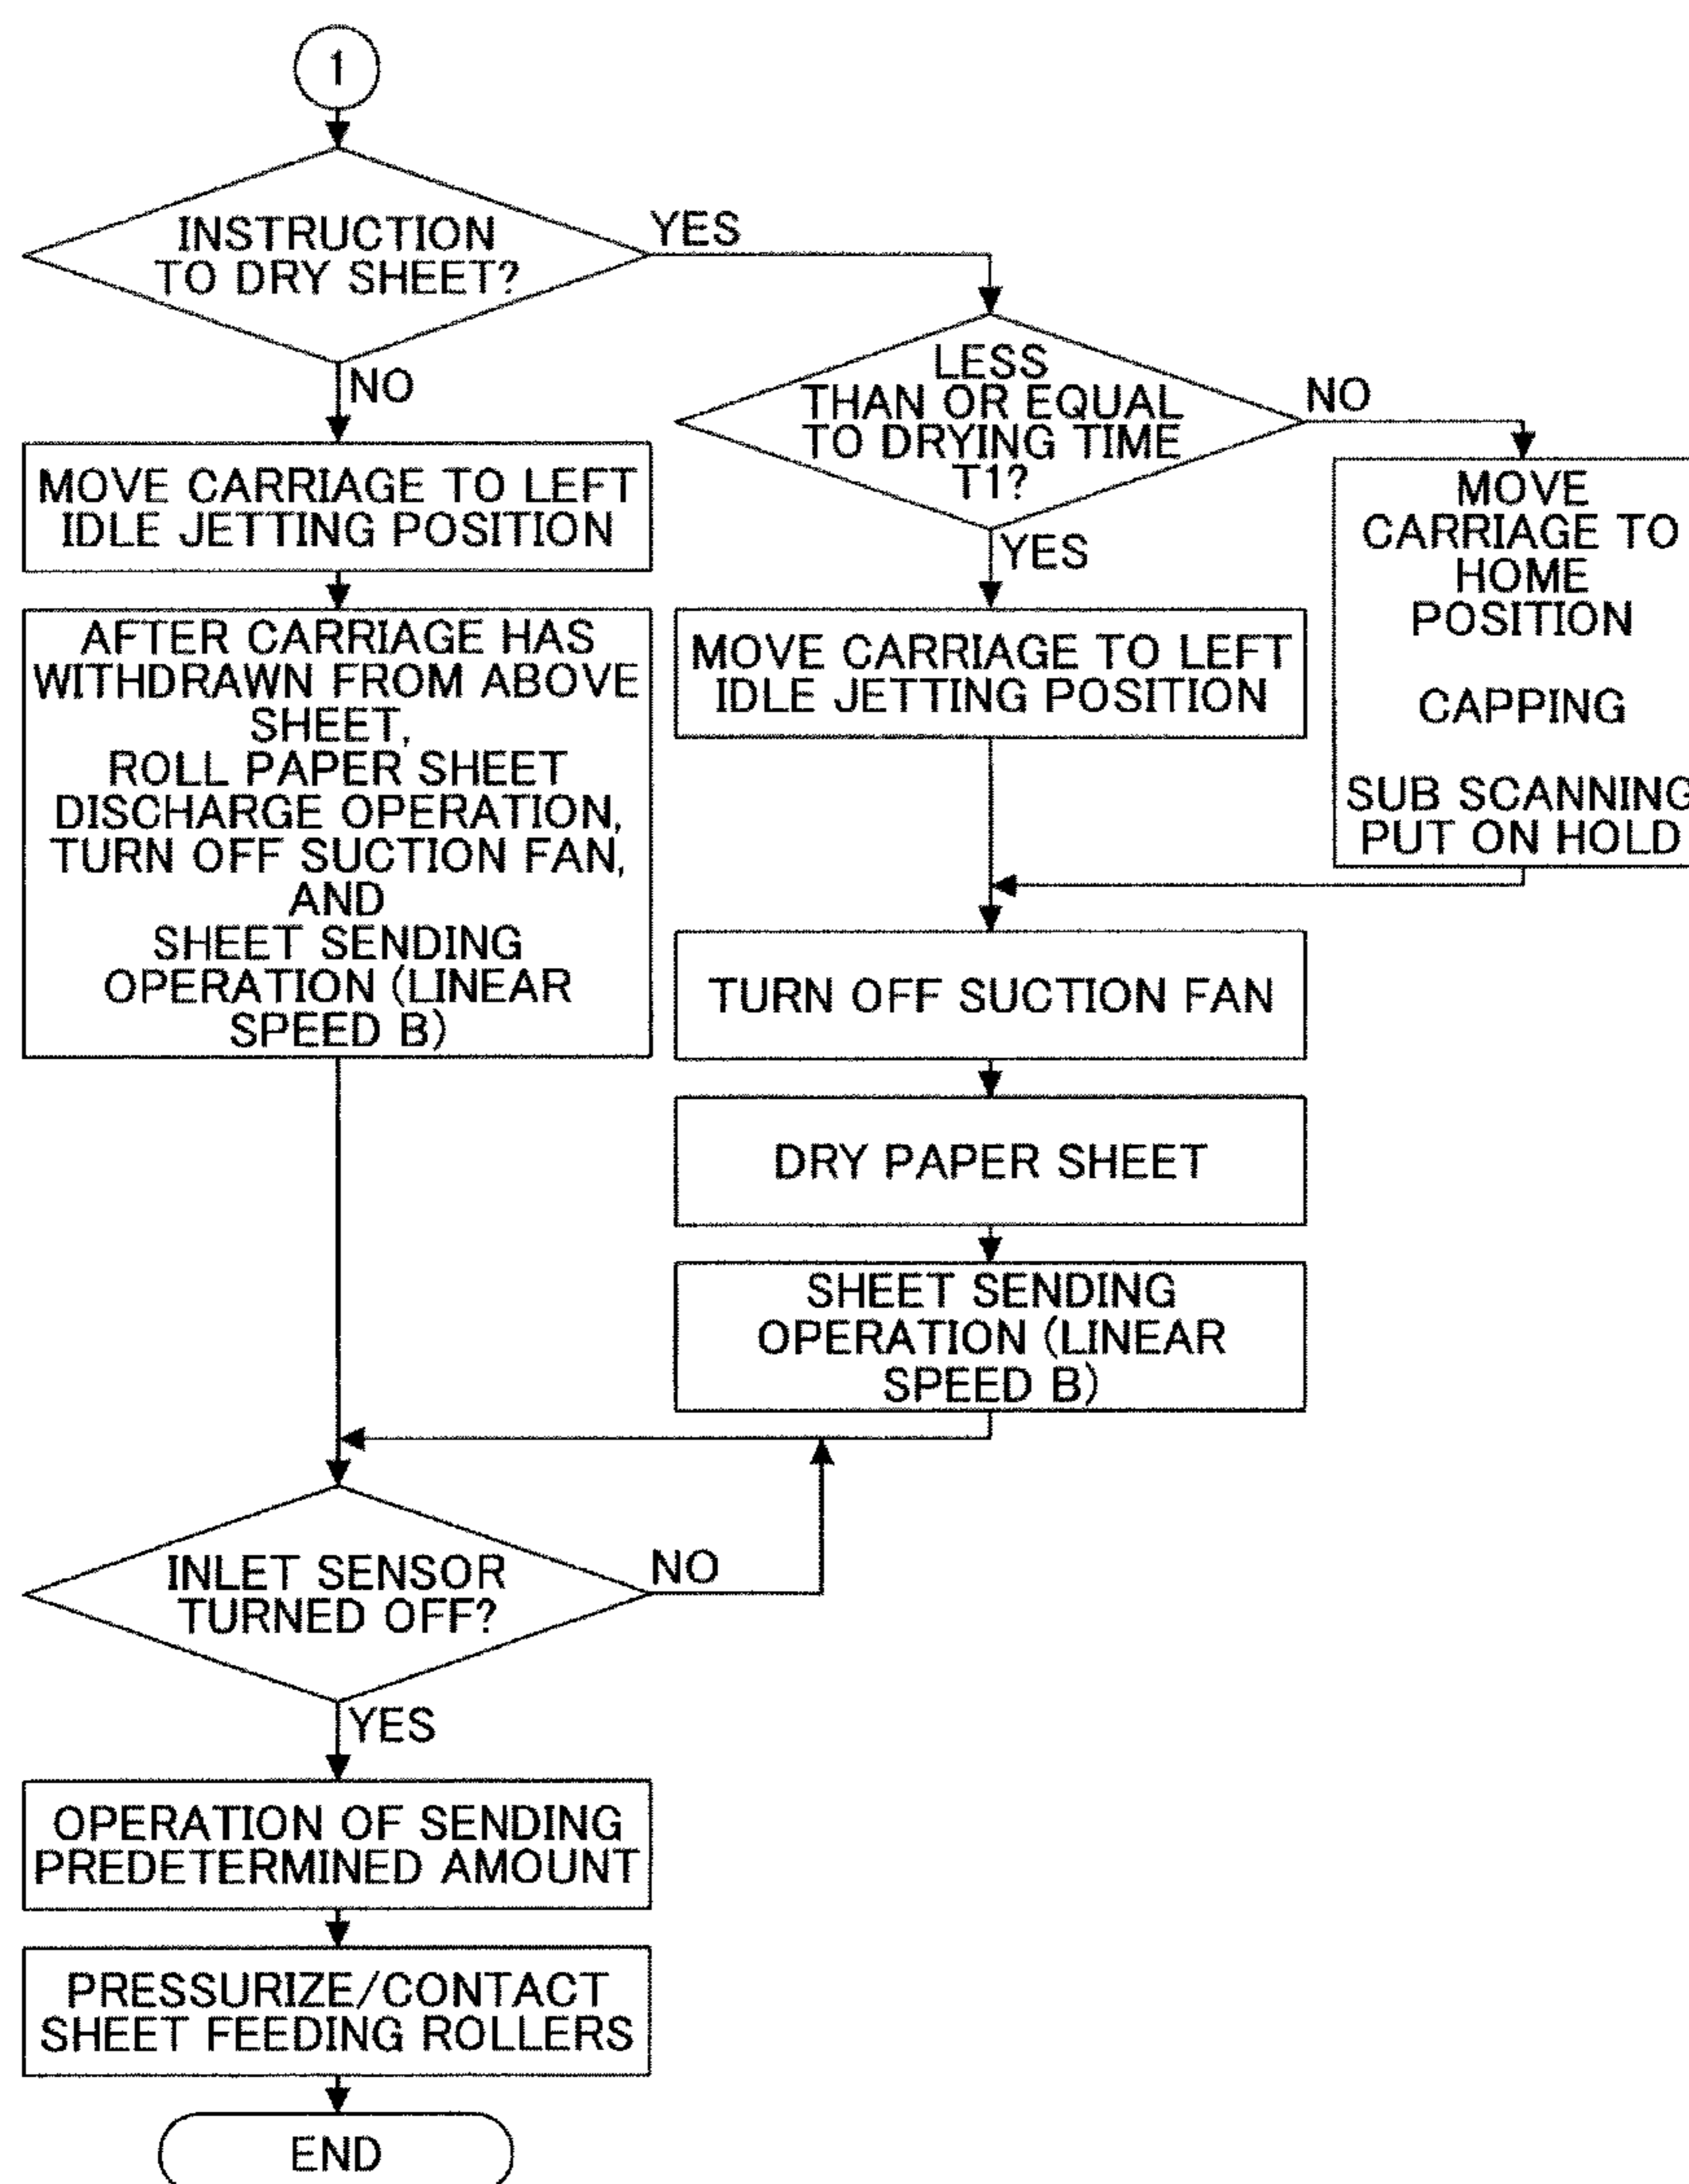 1
INSTRUCTION
TO DRY SHEET?
YES
NO
LESS
THAN OR EQUAL
TO DRYING TIME
T1?
NO
YES
MOVE CARRIAGE TO LEFT
IDLE JETTING POSITION
MOVE
CARRIAGE TO
HOME
POSITION
CAPPING
SUB SCANNING
PUT ON HOLD
AFTER CARRIAGE HAS
WITHDRAWN FROM ABOVE
SHEET,
ROLL PAPER SHEET
DISCHARGE OPERATION,
TURN OFF SUCTION FAN,
AND
SHEET SENDING
OPERATION (LINEAR
SPEED B)
MOVE CARRIAGE TO LEFT
IDLE JETTING POSITION
TURN OFF SUCTION FAN
DRY PAPER SHEET
SHEET SENDING
OPERATION (LINEAR
SPEED B)
INLET SENSOR
TURNED OFF?
NO
YES
OPERATION OF SENDING
PREDETERMINED AMOUNT
PRESSURIZE/CONTACT
SHEET FEEDING ROLLERS
END